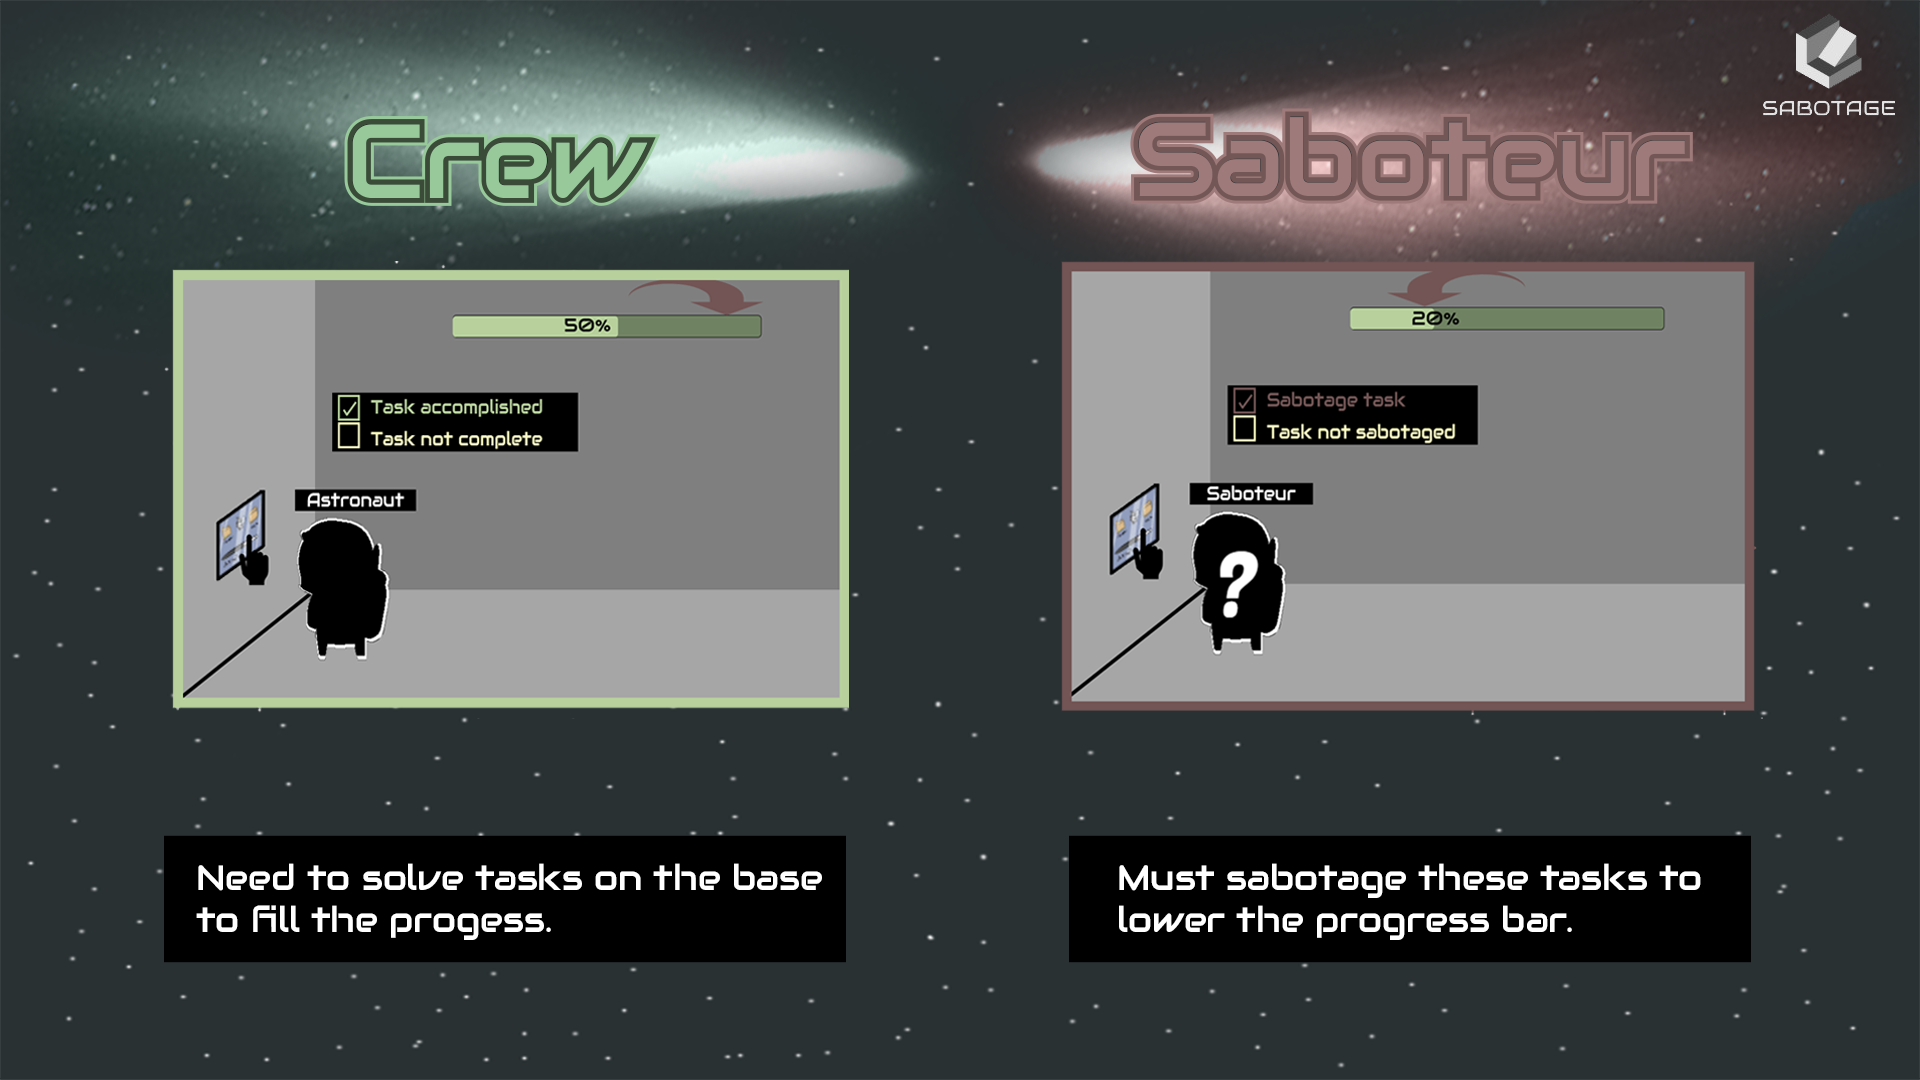 SABOTAGE
Crew
Saboteur
50%
Task accomplished
Task not complete
Astronaut
20%
Sabotage task
Task not sabotaged
Saboteur
?
Need to solve tasks on the base
to fill the progess.
Must sabotage these tasks to
lower the progress bar.